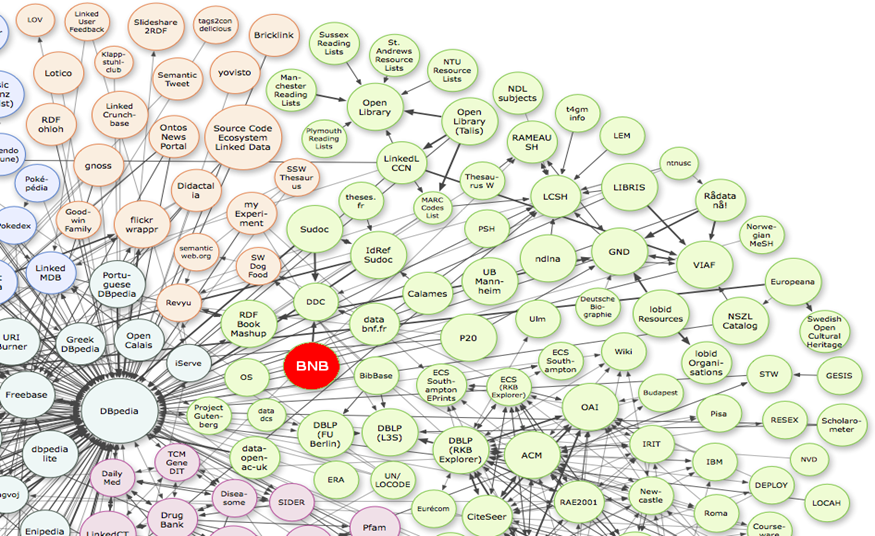 LOV
Linked
User
Feedback
Slideshare
2RDF
tags2con
delicious
Bricklink
Sussex
Reading
Lists
St.
Andrews
Resource
Lists
NTU
Resource
Lists
Lotico
Klapp-
stuhl-
club
Semantic
Tweet
yovisto
Man-
chester
Reading
Lists
Open
Library
NDL
subjects
t4gm
info
RDF
ohloh
Linked
Crunch-
base
Ontos
News
Portal
Source Code
Ecosystem
Linked Data
Plymouth
Reading
Lists
Open
Library
(Talis)
RAMEAU
SH
LEM
gnoss
LinkedL
CCN
ntnusc
Poké-
pédia
Didactal
ia
SSW
Thesaur
us
Thesau-
rus W
LCSH
LIBRIS
theses.
fr
MARC
Codes
List
Rådata
nå!
Pokedex
Good-
win
Family
flickr
wrappr
my
Experi-
ment
Sudoc
PSH
Norwe-
gian
MeSH
semantic
web.org
IdRef
Sudoc
ndlna
GND
VIAF
Linked
MDB
Portu-
guese
DBpedia
SW
Dog
Food
UB
Mann-
heim
Europeana
Revyu
DDC
Calames
Deutsche
Bio-
graphie
lobid
Resources
NSZL
Catalog
URI
Burner
Greek
DBpedia
Open
Calais
RDF
Book
Mashup
data
bnf.fr
P20
Ulm
Swedish
Open
Cultural
Heritage
iServe
BNB
Wiki
lobid
Organi-
sations
Freebase
DBpedia
OS
BibBase
ECS
South-
ampton
EPrints
ECS
(RKB
Explorer)
ECS
South-
ampton
Budapest
STW
GESIS
Project
Guten-
berg
data
dcs
DBLP
(FU
Berlin)
DBLP
(L3S)
OAI
Pisa
RESEX
Scholaro-
meter
dbpedia
lite
data-
open-
ac-uk
DBLP
(RKB
Explorer)
ACM
IRIT
Daily
Med
TCM
Gene
DIT
ERA
UN/
LOCODE
IBM
NVD
Disea-
some
SIDER
RAE2001
New-
castle
DEPLOY
LOCAH
Enipedia
LinkedCT
Drug
Bank
Pfam
Eurécom
CiteSeer
Roma
Course-
ware